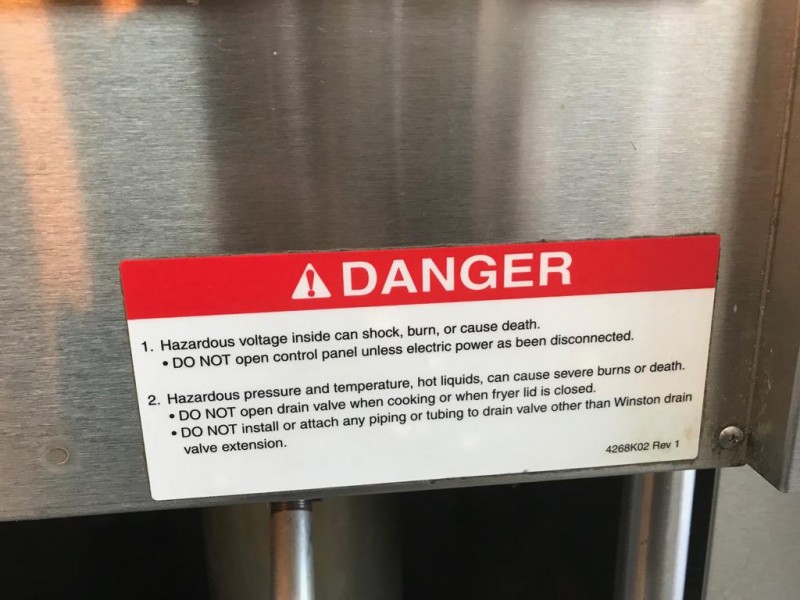 DANGER
1. Hazardous voltage inside can shock, burn, or cause death.
• DO NOT open control panel unless electric power as been disconnected.
2. Hazardous pressure and temperature, hot liquids, can cause severe burns or death.
• DO NOT open drain valve when cooking or when fryer lid is closed.
• DO NOT install or attach any piping or tubing to drain valve other than Winston drain
valve extension.
4268K02 Rev 1